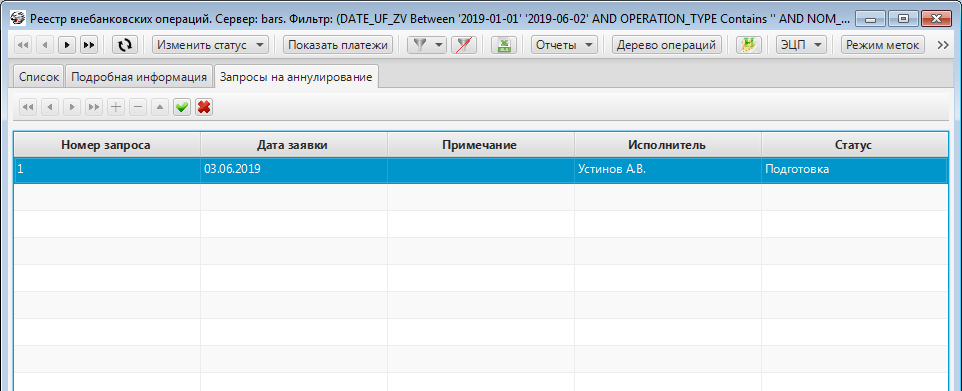 Реестр внебанковских операций. Сервер: bars. Фильтр: (DATE_UF_ZV Between '2019-01-01' '2019-06-02' AND OPERATION_TYPE Contains '' AND NOM_...
Изменить статус Показать платежи Отчеты Дерево операций ЭЦП Режим меток
Список Подробная информация Запросы на аннулирование
Номер запроса Дата заявки Примечание Исполнитель Статус
1 03.06.2019 Устинов А.В. Подготовка